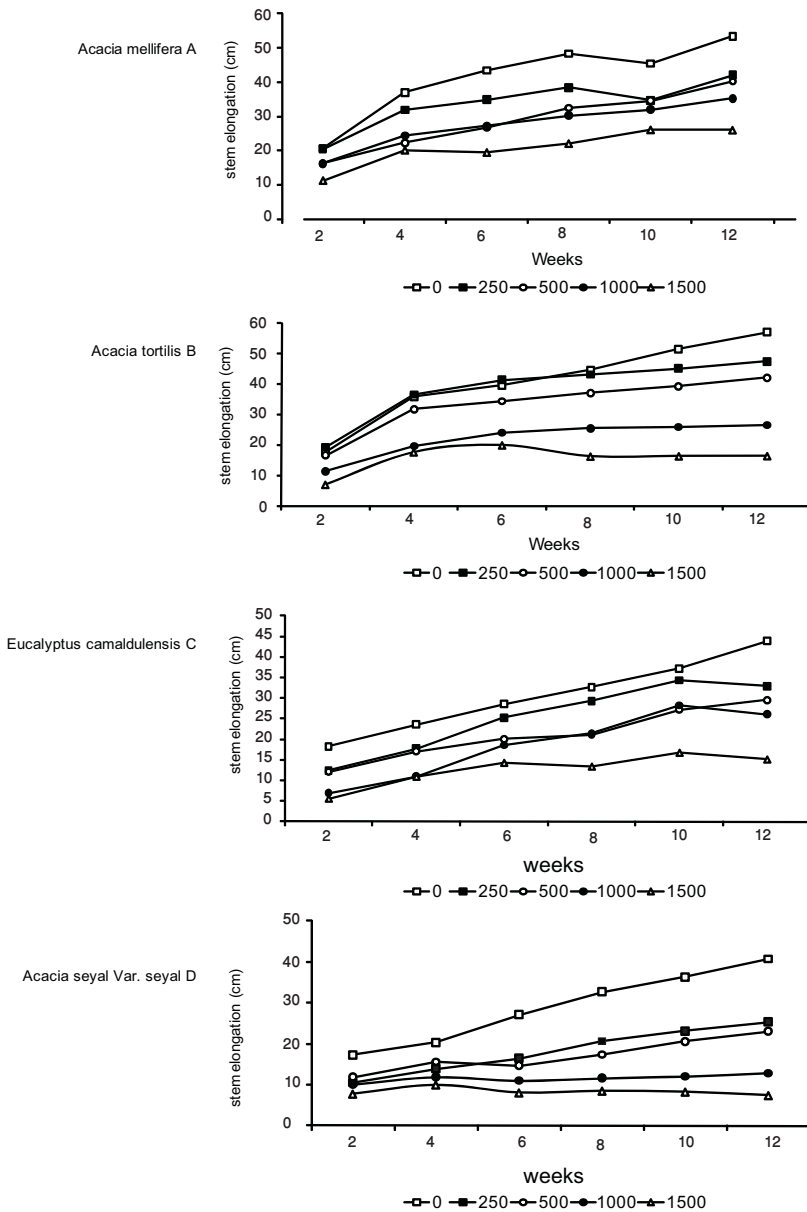 Acacia mellifera A
stem elongation (cm)
60
50
40
30
20
10
0
2 4 6 8 10 12
Weeks
0 250 500 1000 1500
Acacia tortilis B
stem elongation (cm)
60
50
40
30
20
10
0
2 4 6 8 10 12
Weeks
0 250 500 1000 1500
Eucalyptus camaldulensis C
stem elongation (cm)
50
45
40
35
30
25
20
15
10
5
0
2 4 6 8 10 12
weeks
0 250 500 1000 1500
Acacia seyal Var. seyal D
stem elongation (cm)
50
40
30
20
10
0
2 4 6 8 10 12
weeks
0 250 500 1000 1500